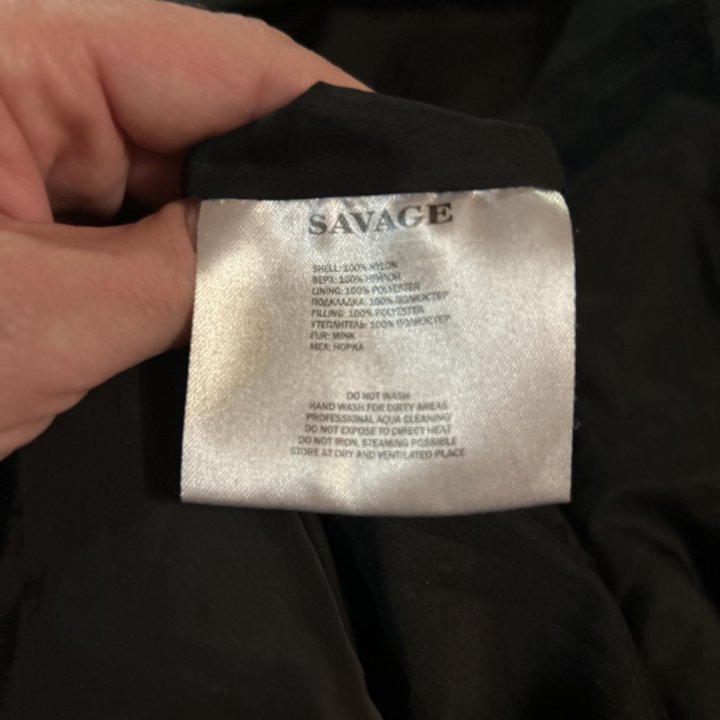 SAVAGE
SHELL: 100% NYLON
ВЕРХ: 100% НЕЙЛОН
LINING: 100% POLYESTER
ПОДКЛАДКА: 100% ПОЛИЭСТЕР
FILLING: 100% POLYESTER
УТЕПЛИТЕЛЬ: 100% ПОЛИЭСТЕР
FUR: MINK
МЕХ: НОРКА
DO NOT WASH
HAND WASH FOR DIRTY AREAS
PROFESSIONAL AQUA CLEANING
DO NOT EXPOSE TO DIRECT HEAT
DO NOT IRON, STEAMING POSSIBLE
STORE AT DRY AND VENTILATED PLACE